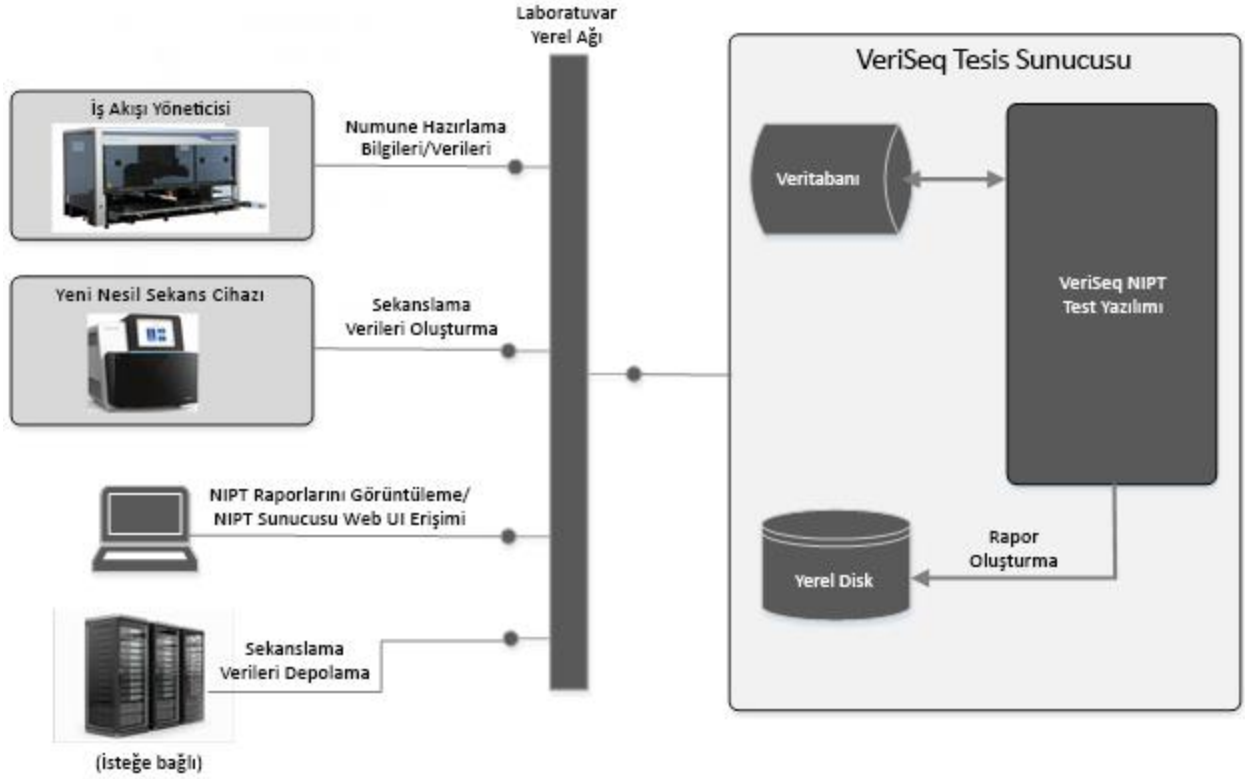 Laboratuvar
Yerel Ağı
VeriSeq Tesis Sunucusu
İş Akışı Yöneticisi
Numune Hazırlama
Bilgileri/Verileri
Veritabanı
Yeni Nesil Sekans Cihazı
Sekanslama
Verileri Oluşturma
VeriSeq NIPT
Test Yazılımı
NIPT Raporlarını Görüntüleme/
NIPT Sunucusu Web UI Erişimi
Rapor
Oluşturma
Yerel Disk
Sekanslama
Verileri Depolama
(İsteğe bağlı)